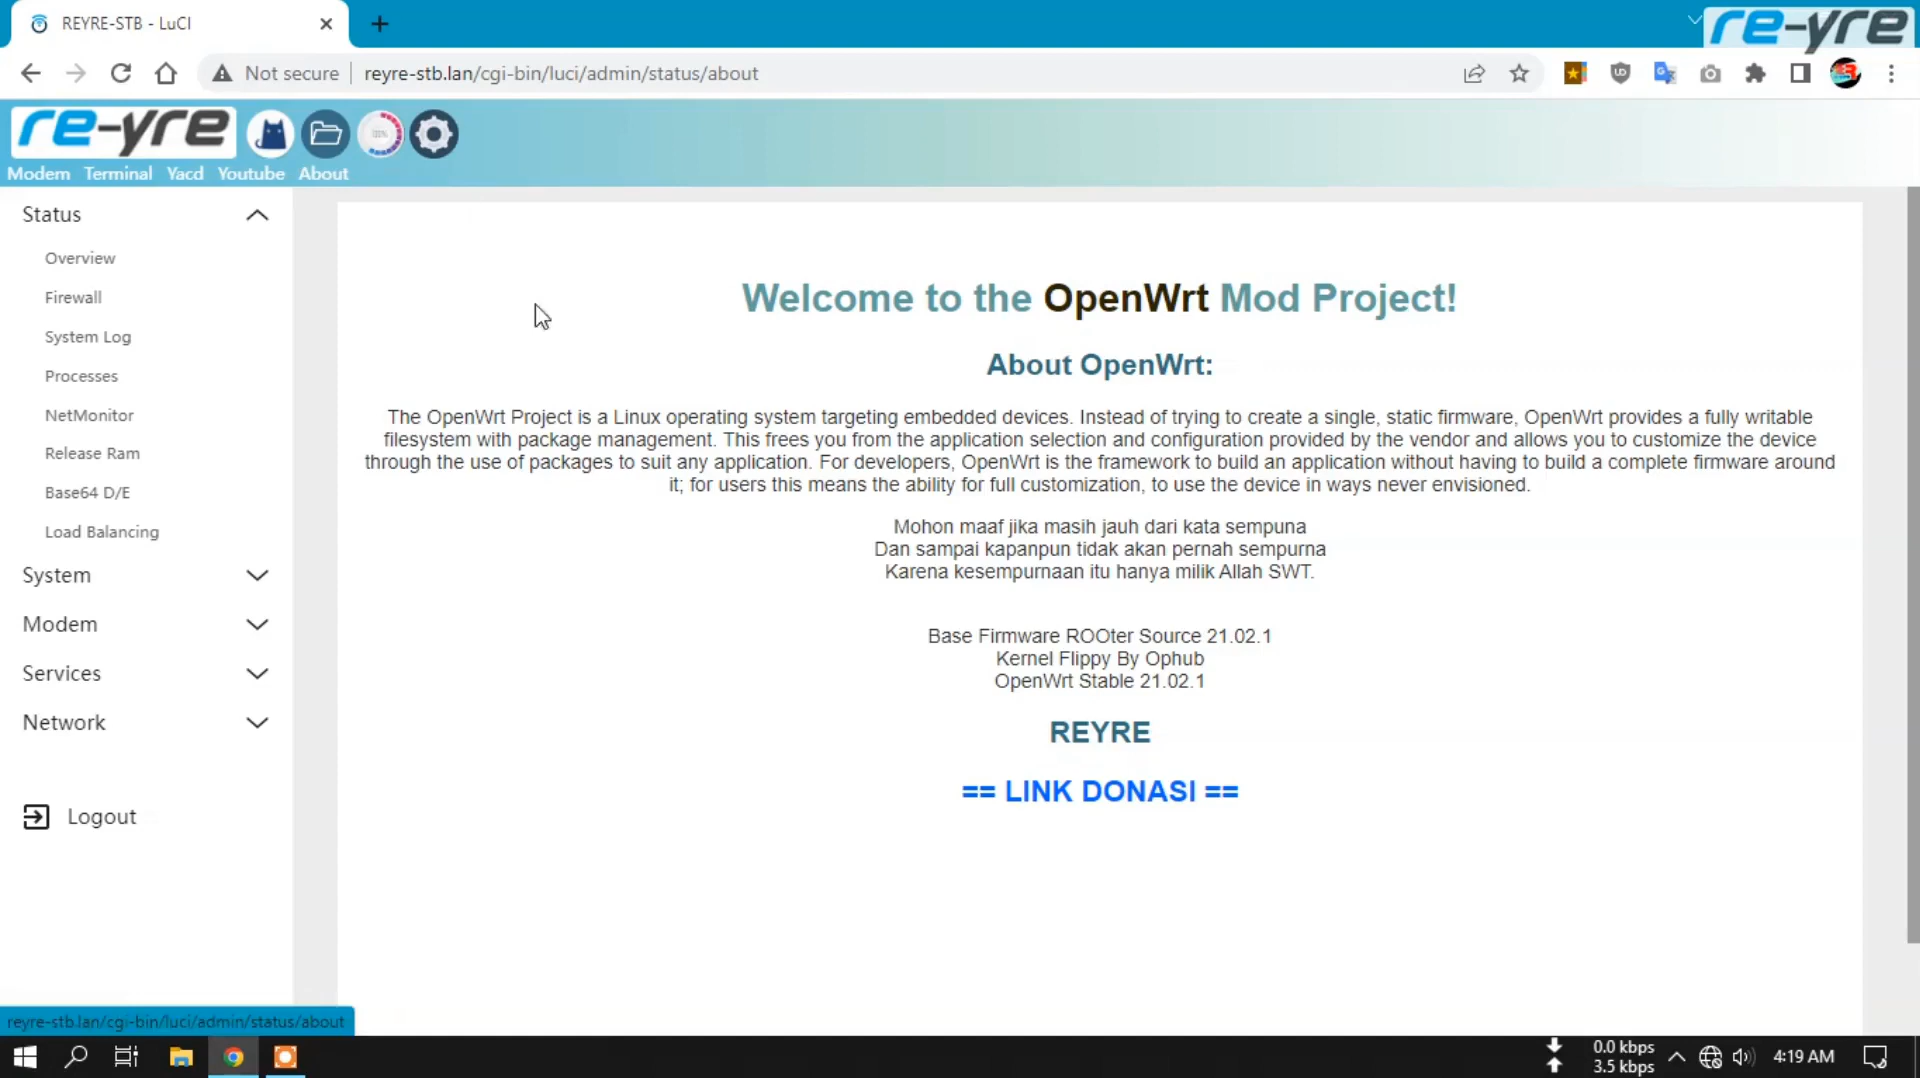 REYRE-STB - LuCI
re-yre
Not secure
reyre-stb.lan/cgi-bin/luci/admin/status/about
re-yre
Modem Terminal Yacd Youtube About
Status
Overview
Firewall
System Log
Processes
NetMonitor
Release Ram
Base64 D/E
Load Balancing
System
Modem
Services
Network
Logout
Welcome to the OpenWrt Mod Project!
About OpenWrt:
The OpenWrt Project is a Linux operating system targeting embedded devices. Instead of trying to create a single, static firmware, OpenWrt provides a fully writable
filesystem with package management. This frees you from the application selection and configuration provided by the vendor and allows you to customize the device
through the use of packages to suit any application. For developers, OpenWrt is the framework to build an application without having to build a complete firmware around
it; for users this means the ability for full customization, to use the device in ways never envisioned.
Mohon maaf jika masih jauh dari kata sempuna
Dan sampai kapanpun tidak akan pernah sempurna
Karena kesempurnaan itu hanya milik Allah SWT.
Base Firmware ROOter Source 21.02.1
Kernel Flippy By Ophub
OpenWrt Stable 21.02.1
REYRE
== LINK DONASI ==
reyre-stb.lan/cgi-bin/luci/admin/status/about
0.0 kbps
3.5 kbps
4:19 AM